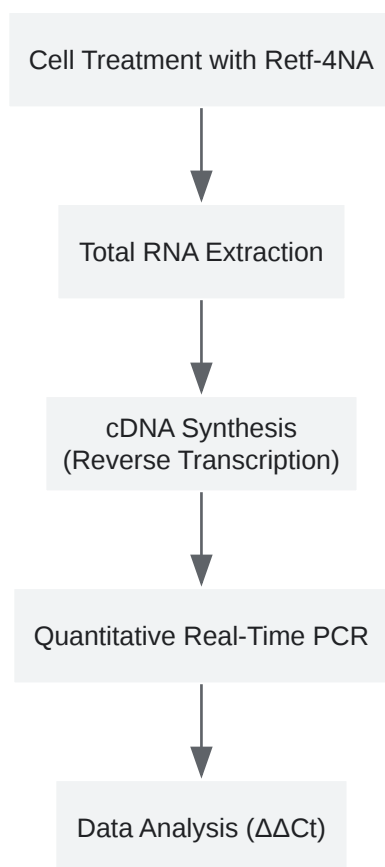 Cell Treatment with Retf-4NA
Total RNA Extraction
cDNA Synthesis
(Reverse Transcription)
Quantitative Real-Time PCR
Data Analysis (ΔΔCt)